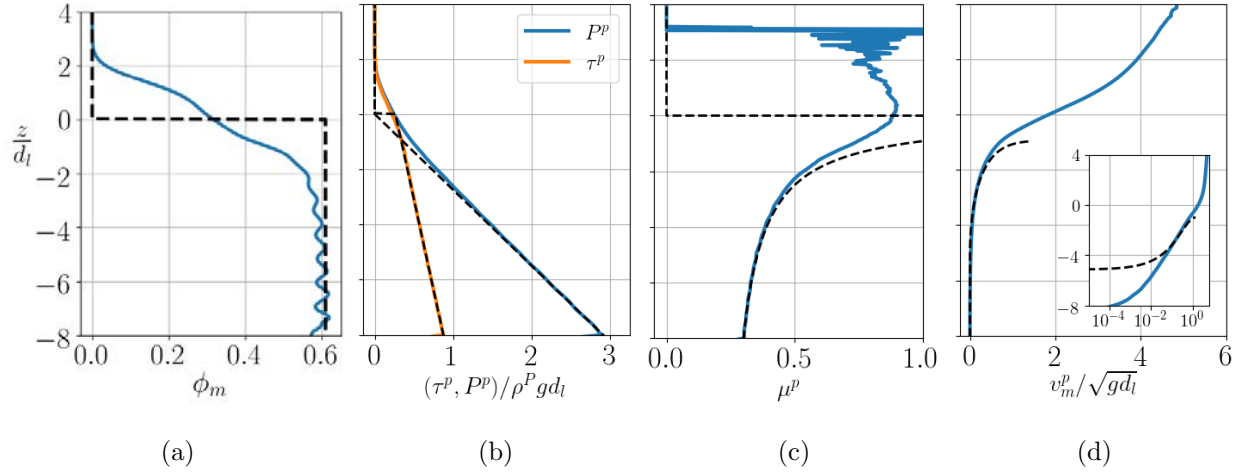 4
2
0
−2
−4
−6
−8
z/d_l
0.0 0.2 0.4 0.6
ϕ_m
P^p
τ^p
0 1 2 3
(τ^p, P^p)/ρ^P gd_l
0.0 0.5 1.0
μ^p
4
0
−4
−8
10^−4 10^−2 10^0
0 2 4 6
v_m^p/√gd_l
(a) (b) (c) (d)